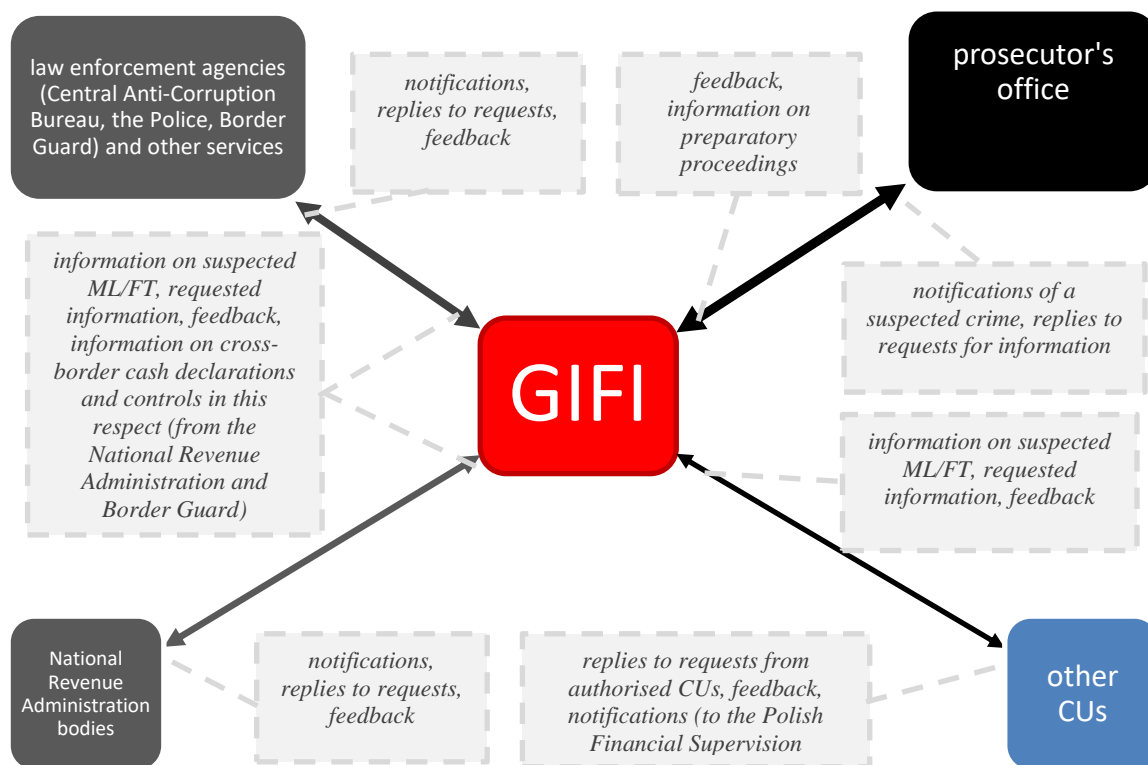 law enforcement agencies
(Central Anti-Corruption
Bureau, the Police, Border
Guard) and other services
notifications,
replies to requests,
feedback
feedback,
information on
preparatory
proceedings
prosecutor's
office
information on suspected
ML/FT, requested
information, feedback,
information on cross-
border cash declarations
and controls in this
respect (from the
National Revenue
Administration and
Border Guard)
GIFI
notifications of a
suspected crime, replies to
requests for information
information on suspected
ML/FT, requested
information, feedback
National
Revenue
Administration
bodies
notifications,
replies to requests,
feedback
replies to requests from
authorised CUs, feedback,
notifications (to the Polish
Financial Supervision
other
CUs